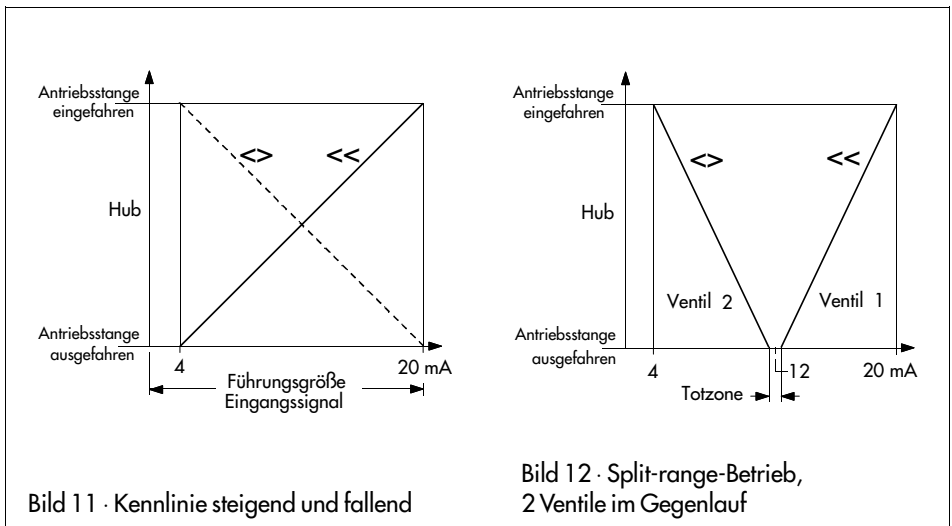 Antriebsstange
eingefahren
<>
<<
Hub
Antriebsstange
ausgefahren
4
20 mA
Führungsgröße
Eingangssignal
Bild 11 · Kennlinie steigend und fallend
Antriebsstange
eingefahren
<>
<<
Hub
Ventil 2
Ventil 1
Antriebsstange
ausgefahren
4
12
20 mA
Totzone
Bild 12 · Split-range-Betrieb,
2 Ventile im Gegenlauf